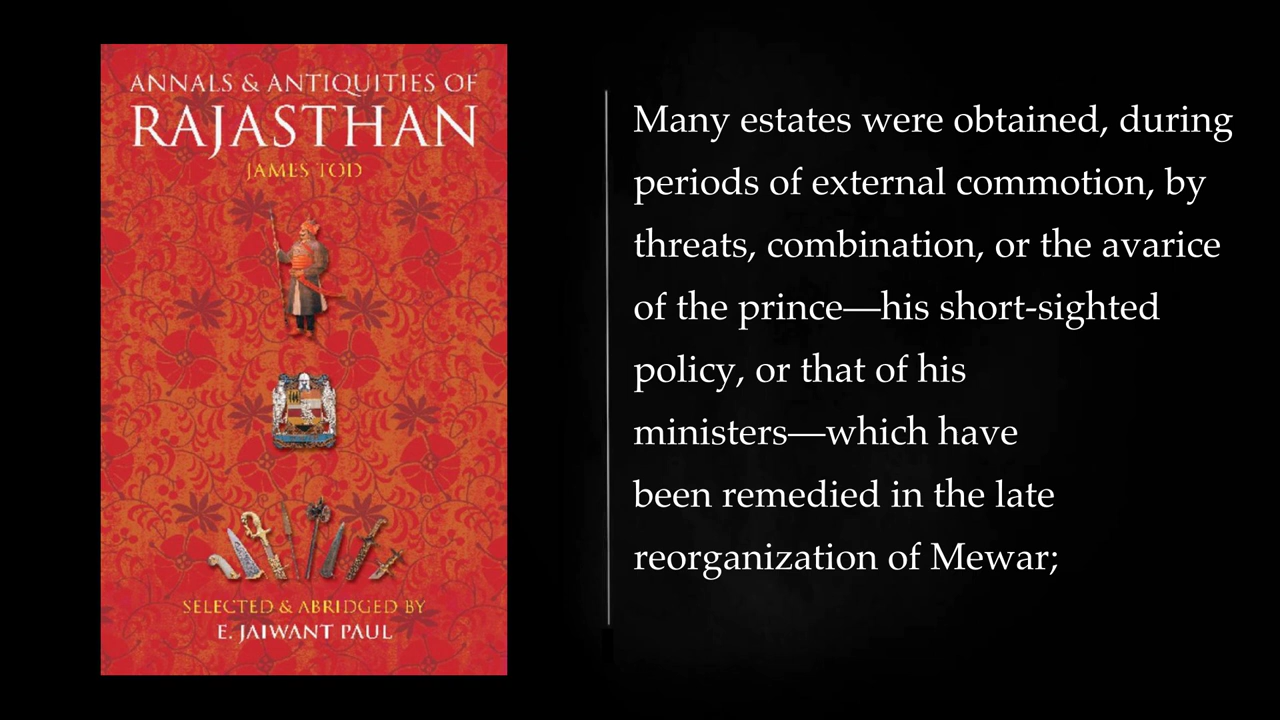 ANNALS & ANTIQUITIES OF
RAJASTHAN
JAMES TOD
SELECTED & ABRIDGED BY
E. JAIWANT PAUL
Many estates were obtained, during
periods of external commotion, by
threats, combination, or the avarice
of the prince—his short-sighted
policy, or that of his
ministers—which have
been remedied in the late
reorganization of Mewar;